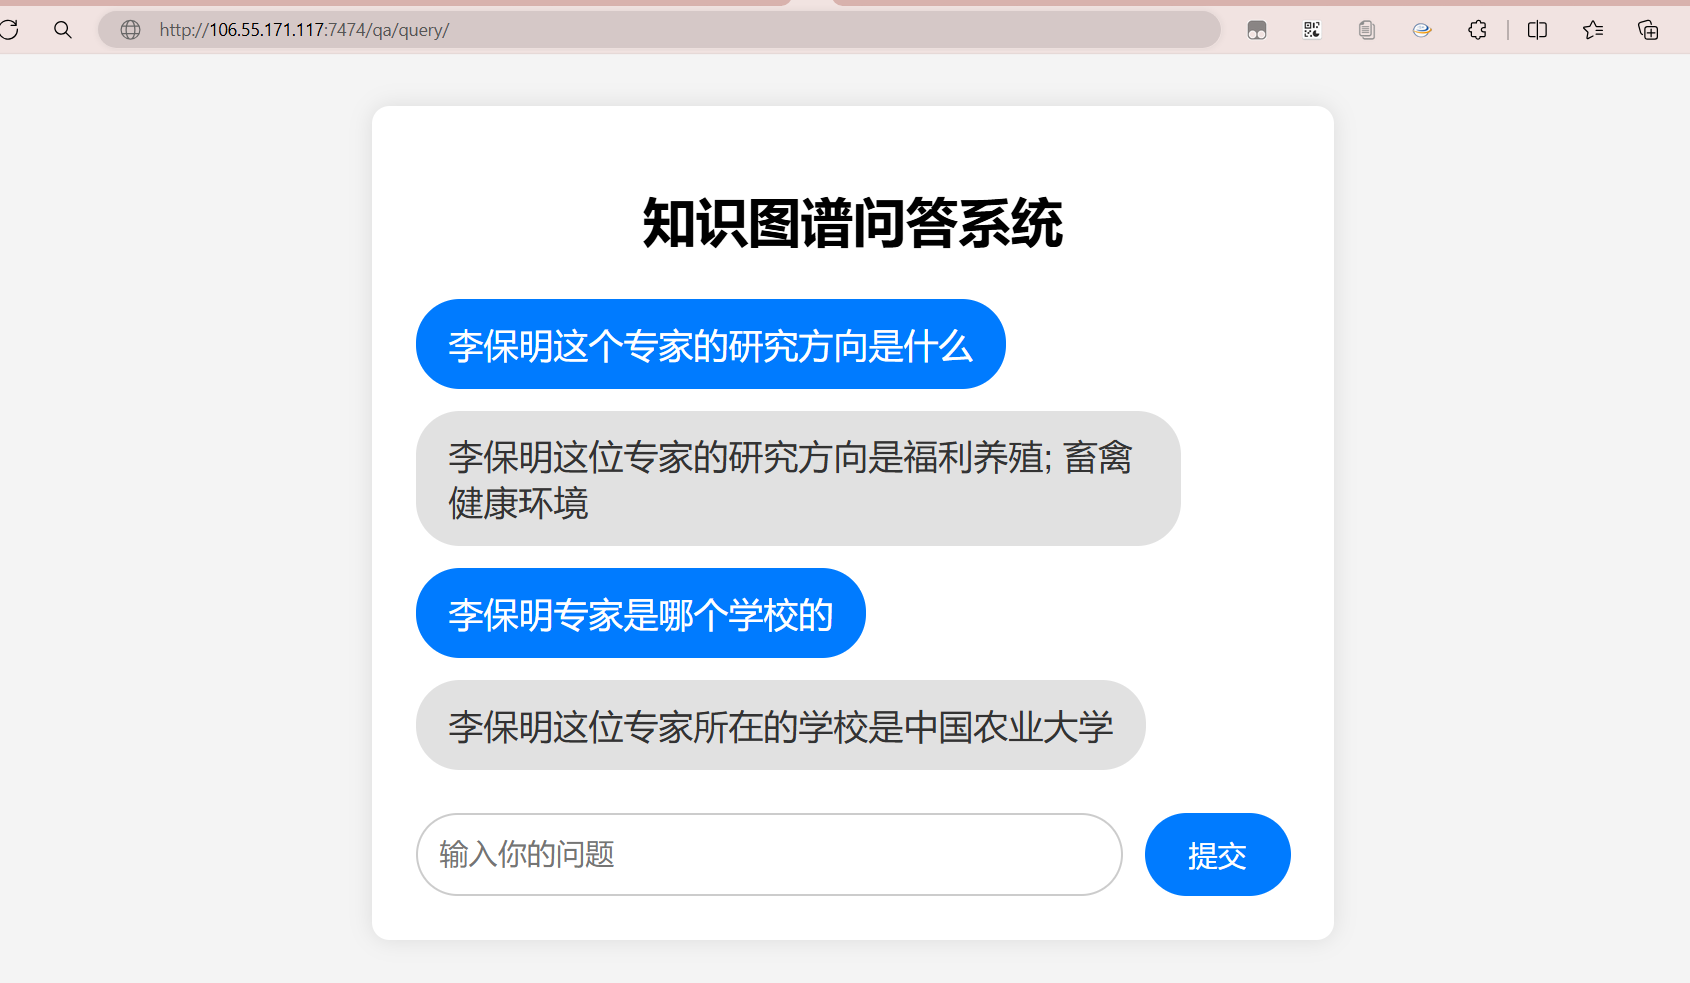 http://106.55.171.117:7474/qa/query/
知识图谱问答系统
李保明这个专家的研究方向是什么
李保明这位专家的研究方向是福利养殖; 畜禽
健康环境
李保明专家是哪个学校的
李保明这位专家所在的学校是中国农业大学
输入你的问题
提交